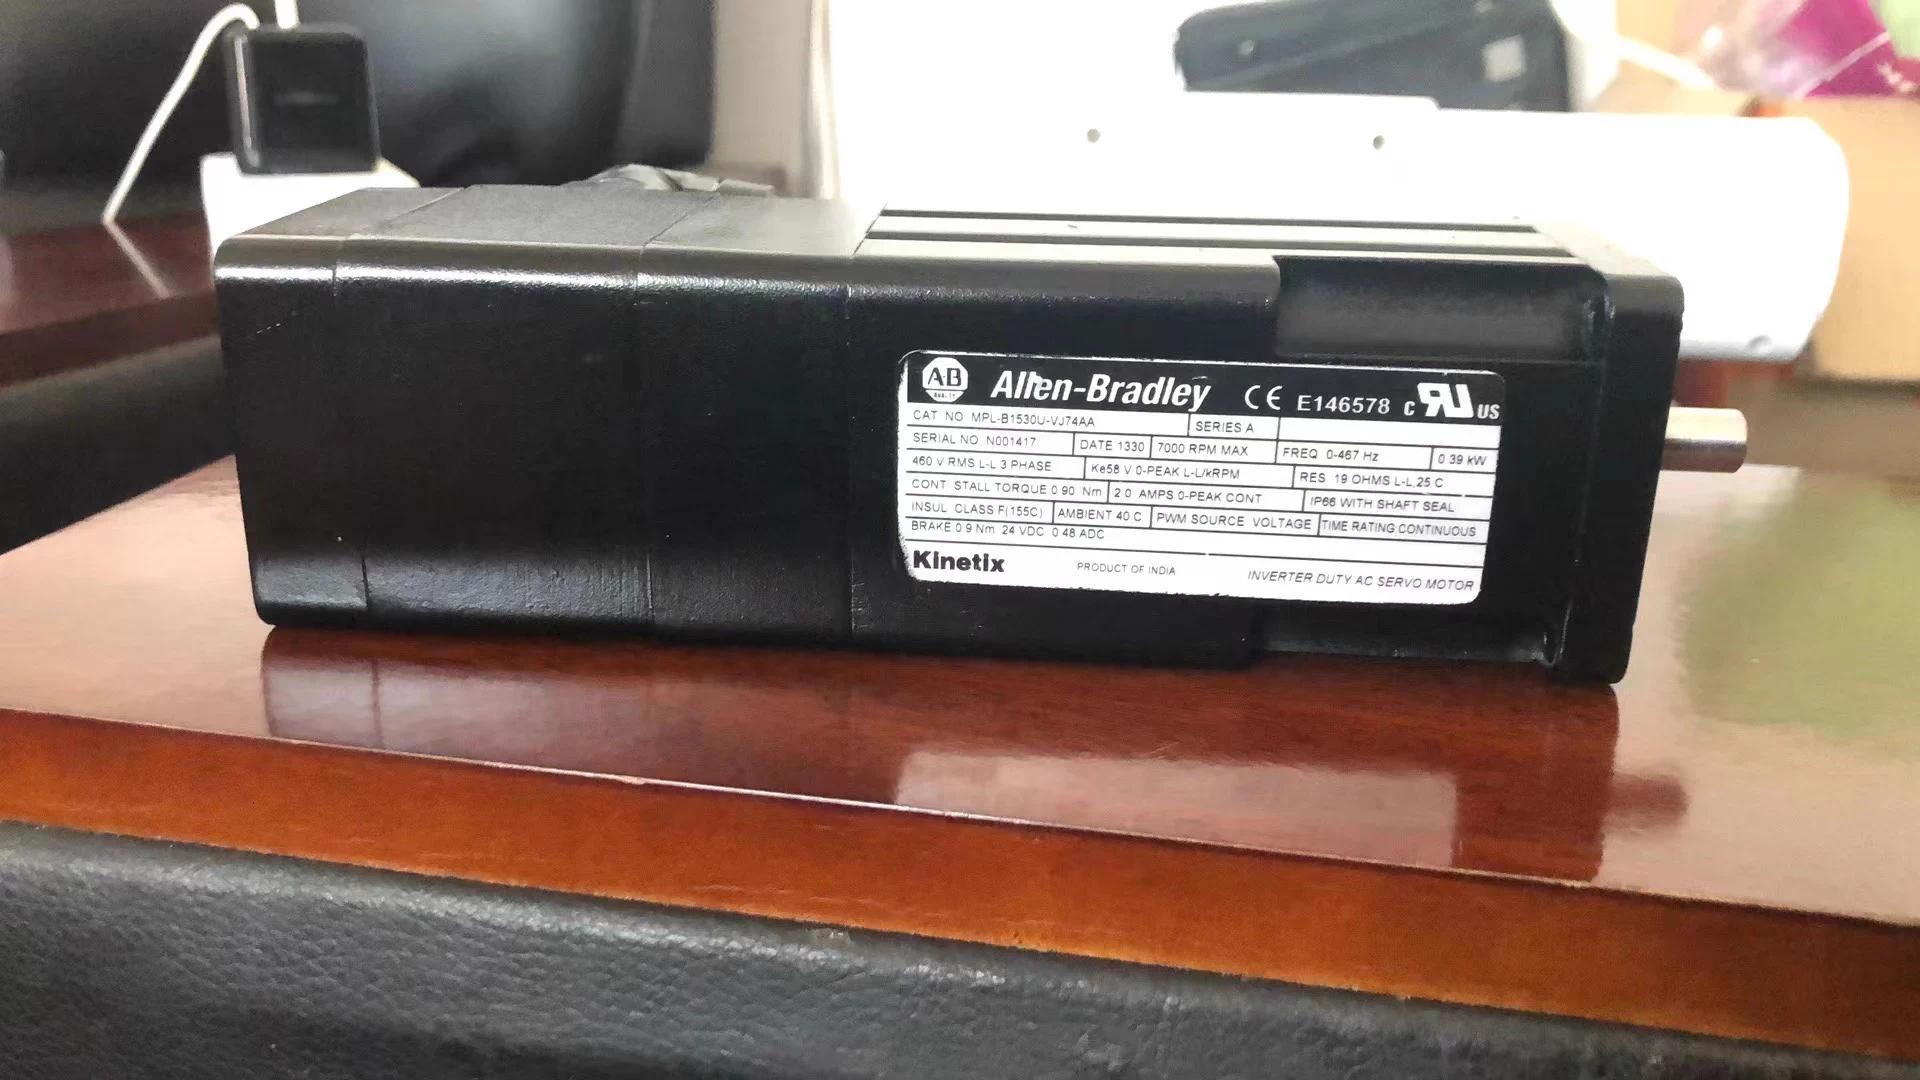 A-B QUALITY Allen-Bradley CE E146578 c RU US
CAT NO MPL-B1530U-VJ74AA SERIES A
SERIAL NO N001417 DATE 1330 7000 RPM MAX FREQ 0-467 Hz 0 39 kW
460 V RMS L-L 3 PHASE Ke58 V 0-PEAK L-L/kRPM RES 19 OHMS L-L,25 C
CONT STALL TORQUE 0 90 Nm 2 0 AMPS 0-PEAK CONT IP66 WITH SHAFT SEAL
INSUL CLASS F(155C) AMBIENT 40 C PWM SOURCE VOLTAGE TIME RATING:CONTINUOUS
BRAKE 0 9 Nm 24 VDC 0 48 ADC
Kinetix PRODUCT OF INDIA INVERTER DUTY AC SERVO MOTOR